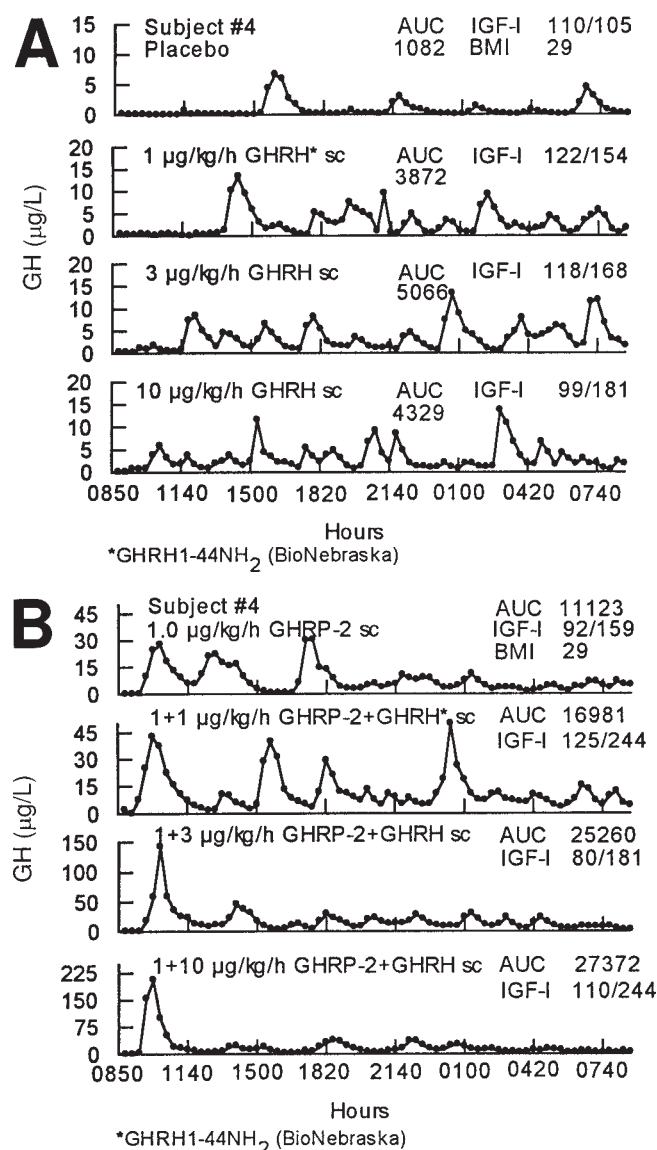 A
Subject #4 AUC IGF-I 110/105
Placebo 1082 BMI 29
15
10
5
0
1 µg/kg/h GHRH* sc AUC IGF-I 122/154
3872
20
15
10
5
0
GH (µg/L)
3 µg/kg/h GHRH sc AUC IGF-I 118/168
5066
20
15
10
5
0
10 µg/kg/h GHRH sc AUC IGF-I 99/181
4329
20
15
10
5
0
0850 1140 1500 1820 2140 0100 0420 0740
Hours
*GHRH1-44NH2 (BioNebraska)
B
Subject #4 AUC 11123
1.0 µg/kg/h GHRP-2 sc IGF-I 92/159
BMI 29
45
30
15
0
1+1 µg/kg/h GHRP-2+GHRH* sc AUC 16981
IGF-I 125/244
45
30
15
0
GH (µg/L)
1+3 µg/kg/h GHRP-2+GHRH sc AUC 25260
IGF-I 80/181
150
100
50
0
1+10 µg/kg/h GHRP-2+GHRH sc AUC 27372
IGF-I 110/244
225
150
75
0
0850 1140 1500 1820 2140 0100 0420 0740
Hours
*GHRH1-44NH2 (BioNebraska)